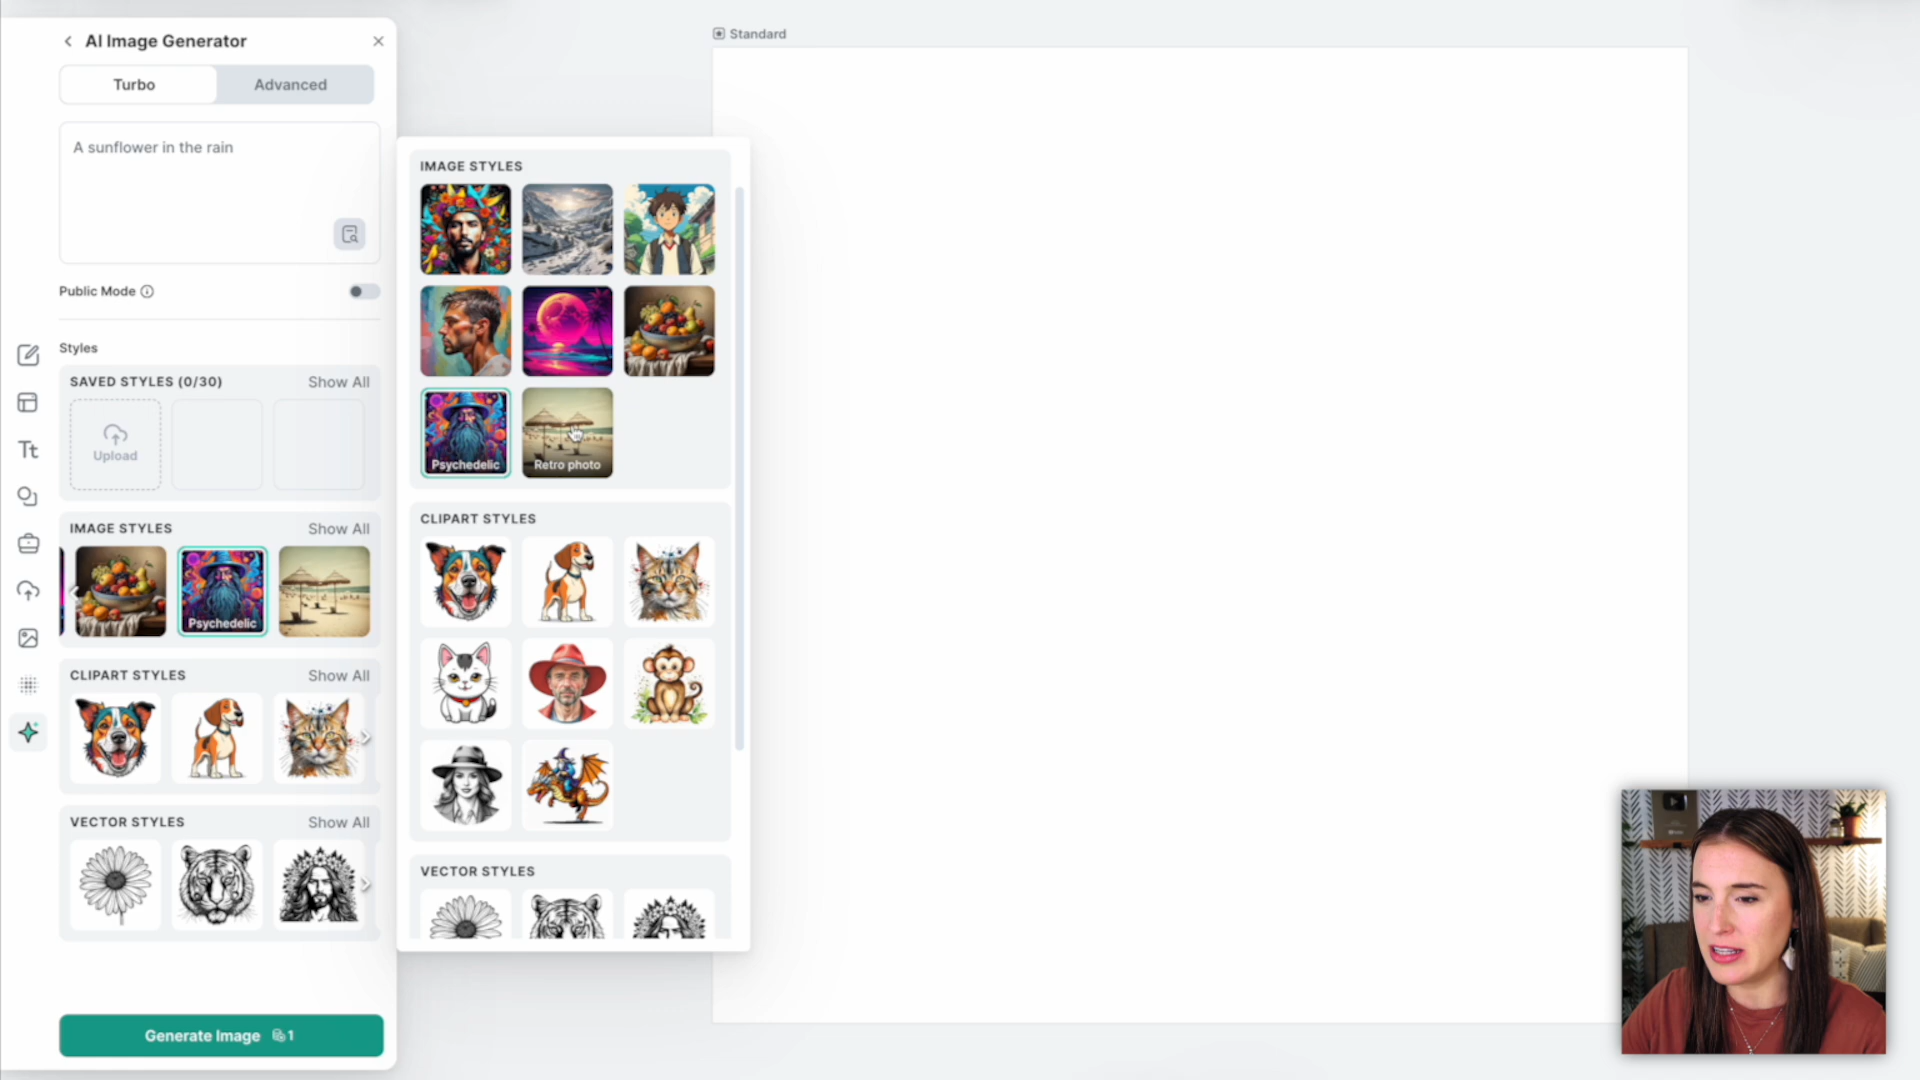 AI Image Generator
Turbo
Advanced
A sunflower in the rain
Public Mode
Styles
SAVED STYLES (0/30)
Show All
Upload
IMAGE STYLES
Show All
Psychedelic
CLIPART STYLES
Show All
VECTOR STYLES
Show All
Generate Image 1
Tt
IMAGE STYLES
Psychedelic
Retro photo
CLIPART STYLES
VECTOR STYLES
Standard